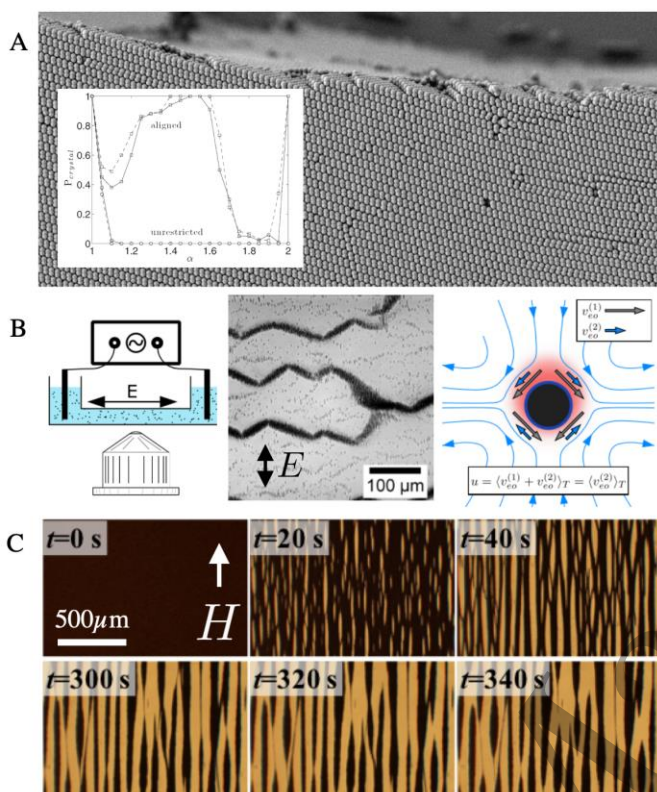 A
P_crystal
1
0.8
0.6
0.4
0.2
0
aligned
unrestricted
1 1.2 1.4 1.6 1.8 2
α
B
E
E
100 μm
v_eo^(1)
v_eo^(2)
u = ⟨v_eo^(1) + v_eo^(2)⟩_T = ⟨v_eo^(2)⟩_T
C
t=0 s
H
500μm
t=20 s
t=40 s
t=300 s
t=320 s
t=340 s